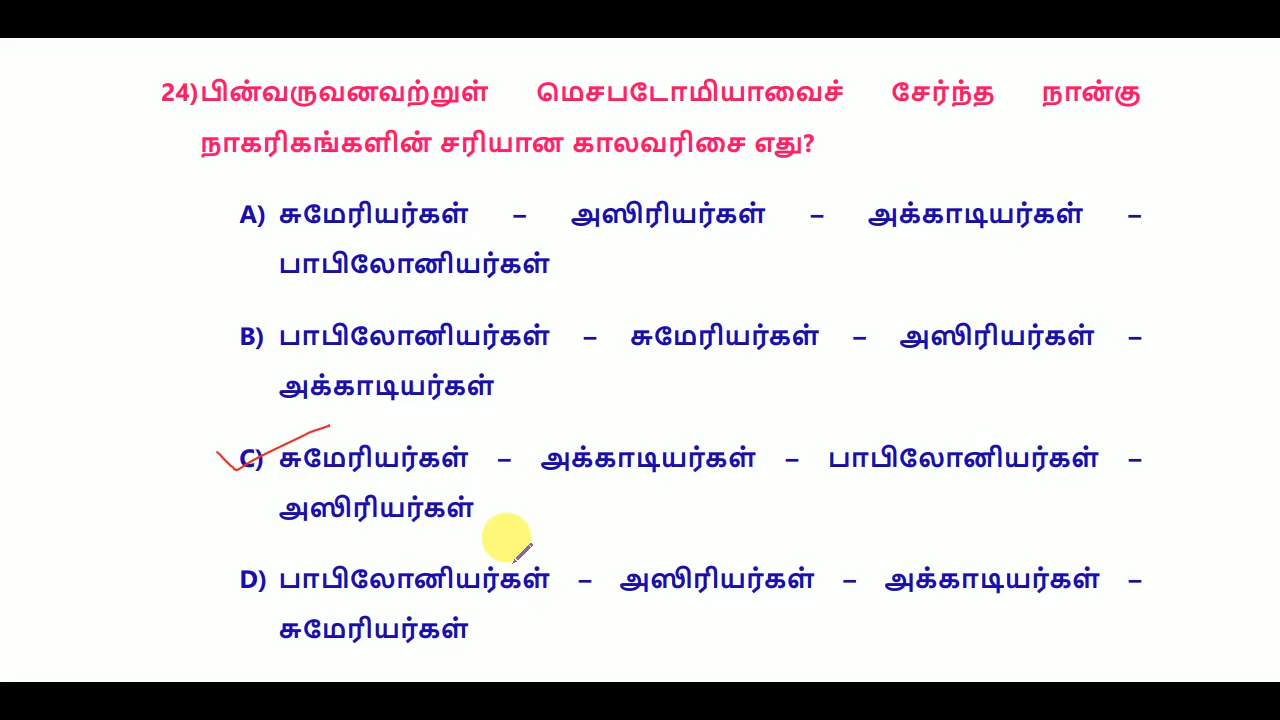 24)பின்வருவனவற்றுள் மெசபடோமியாவைச் சேர்ந்த நான்கு
நாகரிகங்களின் சரியான காலவரிசை எது?
A) சுமேரியர்கள் – அஸிரியர்கள் – அக்காடியர்கள் –
பாபிலோனியர்கள்
B) பாபிலோனியர்கள் – சுமேரியர்கள் – அஸிரியர்கள் –
அக்காடியர்கள்
C) சுமேரியர்கள் – அக்காடியர்கள் – பாபிலோனியர்கள் –
அஸிரியர்கள்
D) பாபிலோனியர்கள் – அஸிரியர்கள் – அக்காடியர்கள் –
சுமேரியர்கள்